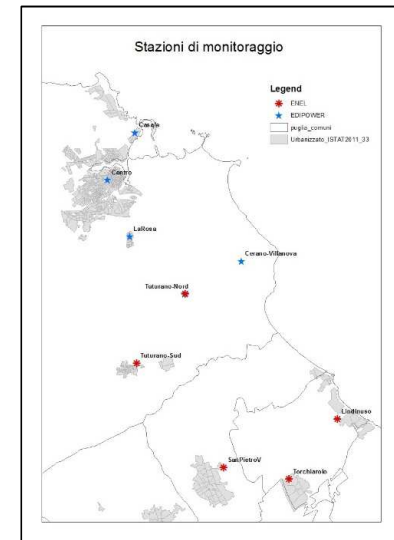 Stazioni di monitoraggio
Legend
ENEL
EDIPOWER
puglia_comuni
Urbanizzato_ISTAT2011_33
Casale
Centro
LaRosa
Cerano-Villanova
Tuturano-Nord
Tuturano-Sud
Lindinuso
SanPietroV
Torchiarolo